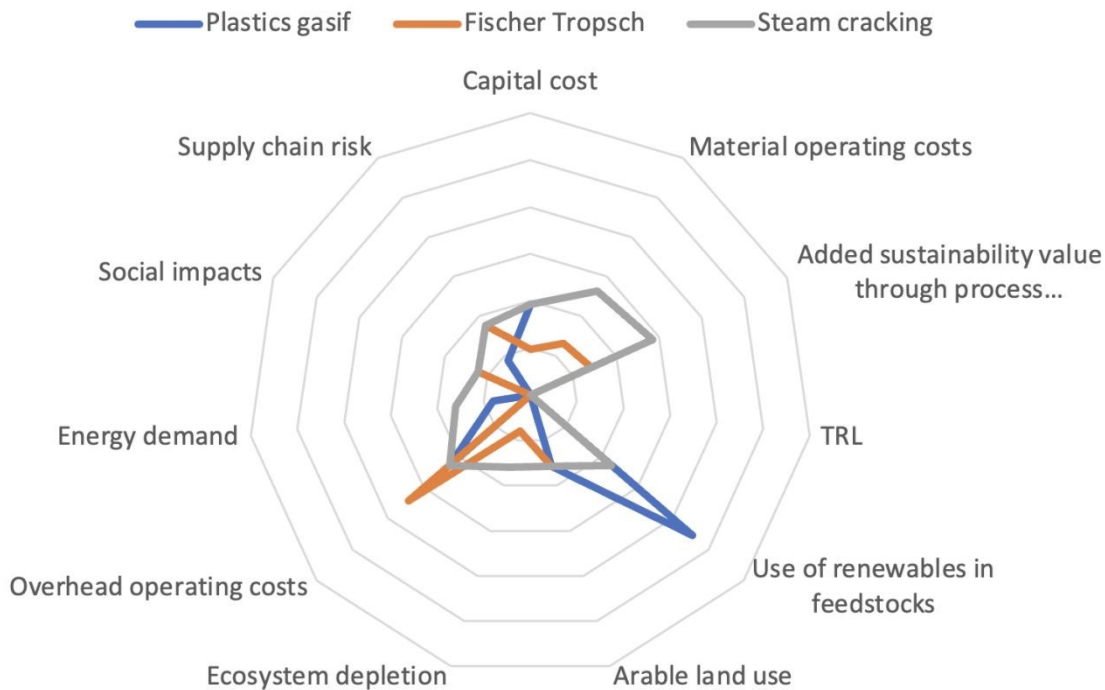 Plastics gasif Fischer Tropsch Steam cracking
Capital cost
Supply chain risk
Material operating costs
Social impacts
Added sustainability value
through process...
Energy demand
TRL
Overhead operating costs
Use of renewables in
feedstocks
Ecosystem depletion
Arable land use